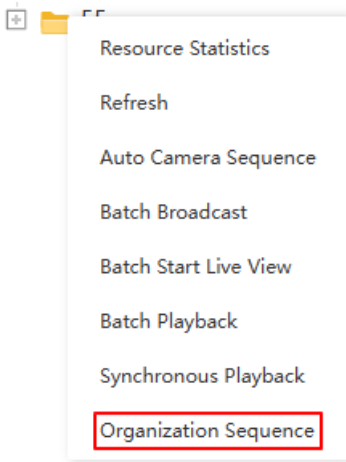 Resource Statistics
Refresh
Auto Camera Sequence
Batch Broadcast
Batch Start Live View
Batch Playback
Synchronous Playback
Organization Sequence